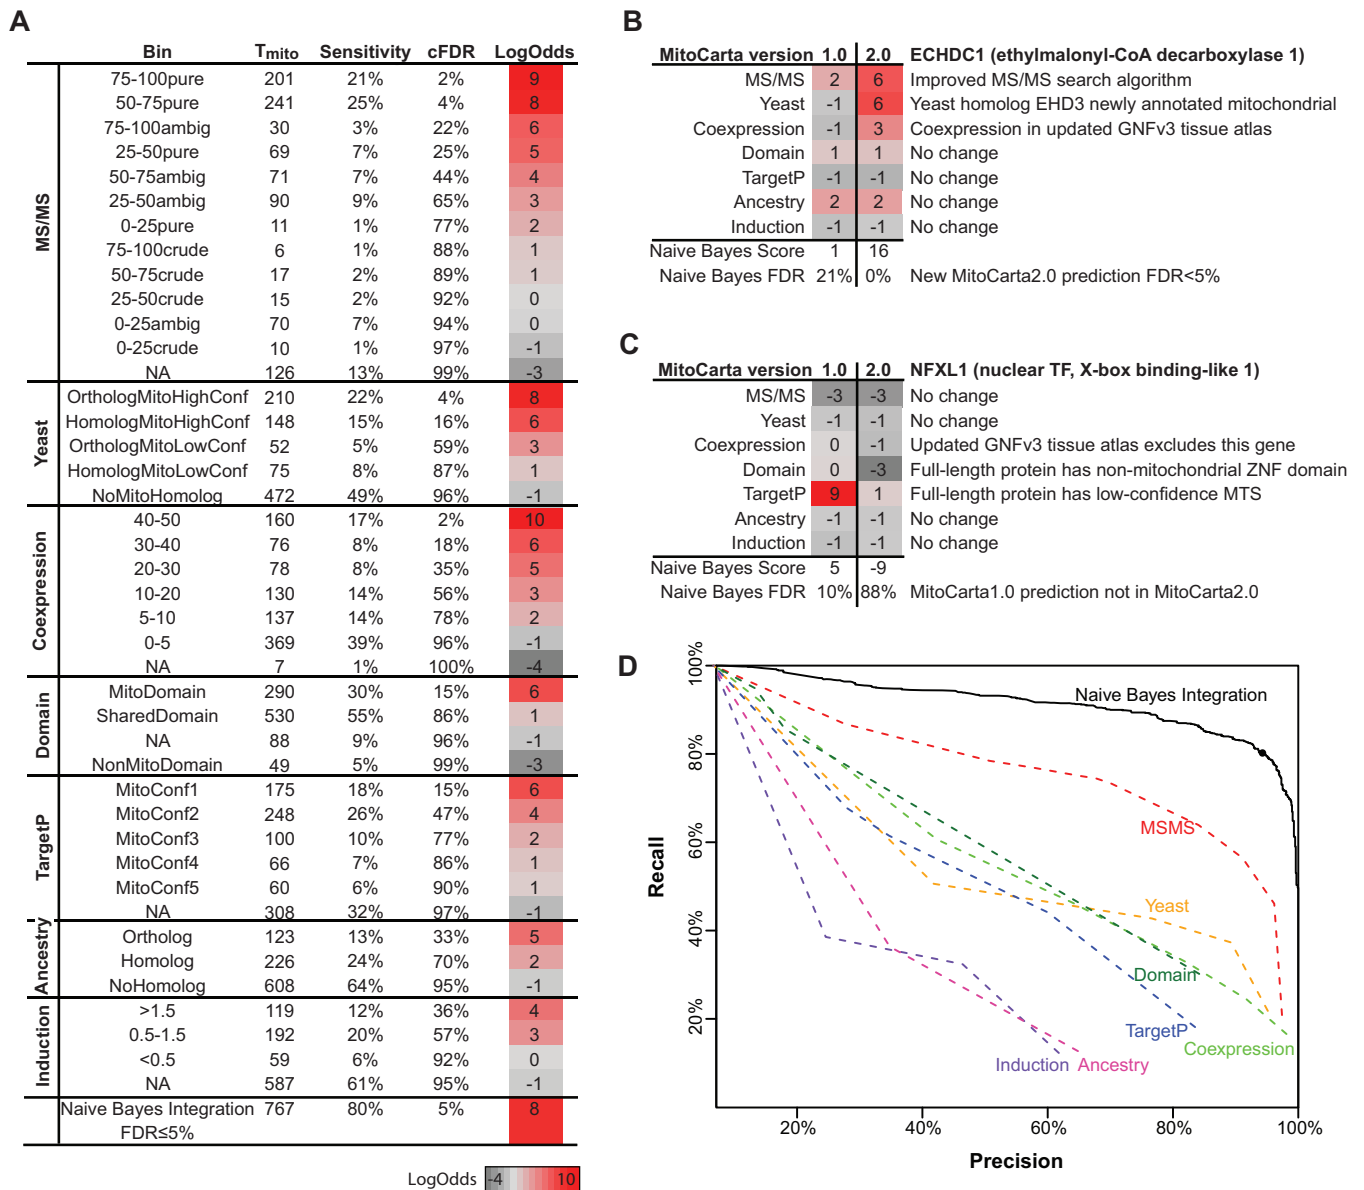 A
Bin Tmito Sensitivity cFDR LogOdds
MS/MS
75-100pure 201 21% 2% 9
50-75pure 241 25% 4% 8
75-100ambig 30 3% 22% 6
25-50pure 69 7% 25% 5
50-75ambig 71 7% 44% 4
25-50ambig 90 9% 65% 3
0-25pure 11 1% 77% 2
75-100crude 6 1% 88% 1
50-75crude 17 2% 89% 1
25-50crude 15 2% 92% 0
0-25ambig 70 7% 94% 0
0-25crude 10 1% 97% -1
NA 126 13% 99% -3
Yeast
OrthologMitoHighConf 210 22% 4% 8
HomologMitoHighConf 148 15% 16% 6
OrthologMitoLowConf 52 5% 59% 3
HomologMitoLowConf 75 8% 87% 1
NoMitoHomolog 472 49% 96% -1
Coexpression
40-50 160 17% 2% 10
30-40 76 8% 18% 6
20-30 78 8% 35% 5
10-20 130 14% 56% 3
5-10 137 14% 78% 2
0-5 369 39% 96% -1
NA 7 1% 100% -4
Domain
MitoDomain 290 30% 15% 6
SharedDomain 530 55% 86% 1
NA 88 9% 96% -1
NonMitoDomain 49 5% 99% -3
TargetP
MitoConf1 175 18% 15% 6
MitoConf2 248 26% 47% 4
MitoConf3 100 10% 77% 2
MitoConf4 66 7% 86% 1
MitoConf5 60 6% 90% 1
NA 308 32% 97% -1
Ancestry
Ortholog 123 13% 33% 5
Homolog 226 24% 70% 2
NoHomolog 608 64% 95% -1
Induction
>1.5 119 12% 36% 4
0.5-1.5 192 20% 57% 3
<0.5 59 6% 92% 0
NA 587 61% 95% -1
Naive Bayes Integration 767 80% 5% 8
FDR≤5%
LogOdds -4 10
B
MitoCarta version 1.0 2.0 ECHDC1 (ethylmalonyl-CoA decarboxylase 1)
MS/MS 2 6 Improved MS/MS search algorithm
Yeast -1 6 Yeast homolog EHD3 newly annotated mitochondrial
Coexpression -1 3 Coexpression in updated GNFv3 tissue atlas
Domain 1 1 No change
TargetP -1 -1 No change
Ancestry 2 2 No change
Induction -1 -1 No change
Naive Bayes Score 1 16
Naive Bayes FDR 21% 0% New MitoCarta2.0 prediction FDR<5%
C
MitoCarta version 1.0 2.0 NFXL1 (nuclear TF, X-box binding-like 1)
MS/MS -3 -3 No change
Yeast -1 -1 No change
Coexpression 0 -1 Updated GNFv3 tissue atlas excludes this gene
Domain 0 -3 Full-length protein has non-mitochondrial ZNF domain
TargetP 9 1 Full-length protein has low-confidence MTS
Ancestry -1 -1 No change
Induction -1 -1 No change
Naive Bayes Score 5 -9
Naive Bayes FDR 10% 88% MitoCarta1.0 prediction not in MitoCarta2.0
D
Recall
100%
80%
60%
40%
20%
Naive Bayes Integration
MSMS
Yeast
Domain
TargetP
Coexpression
Induction Ancestry
20% 40% 60% 80% 100%
Precision